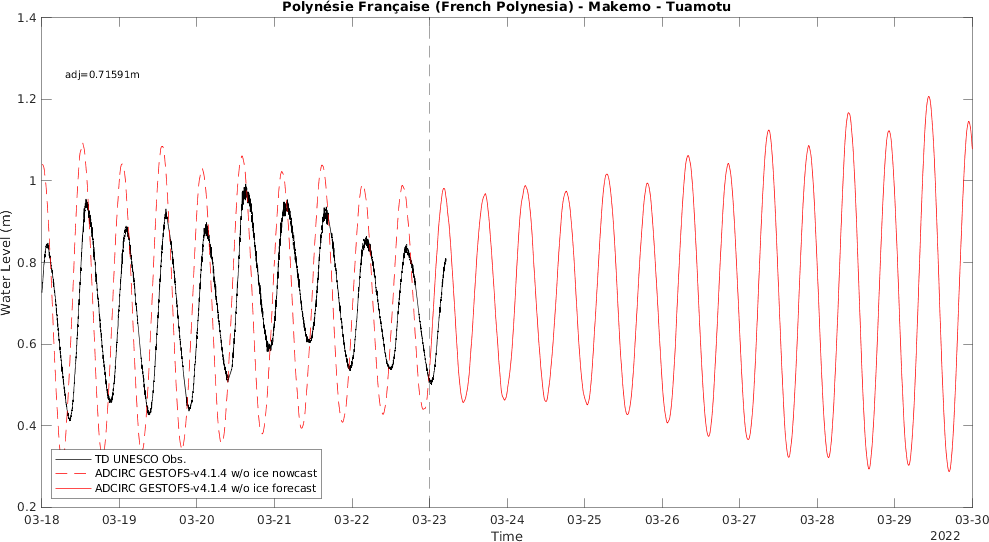 Polynésie Française (French Polynesia) - Makemo - Tuamotu
1.4
adj=0.71591m
1.2
1
0.8
0.6
0.4
0.2
Water Level (m)
TD UNESCO Obs.
ADCIRC GESTOFS-v4.1.4 w/o ice nowcast
ADCIRC GESTOFS-v4.1.4 w/o ice forecast
03-18 03-19 03-20 03-21 03-22 03-23 03-24 03-25 03-26 03-27 03-28 03-29 03-30
Time
2022